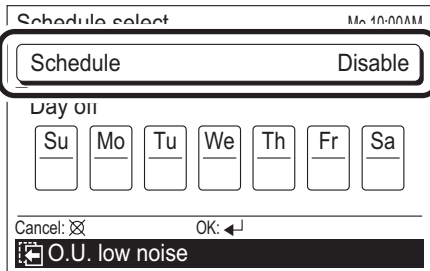 Schedule select Mo 10:00AM
Schedule Disable
Day off
Su Mo Tu We Th Fr Sa
Cancel: OK:
O.U. low noise